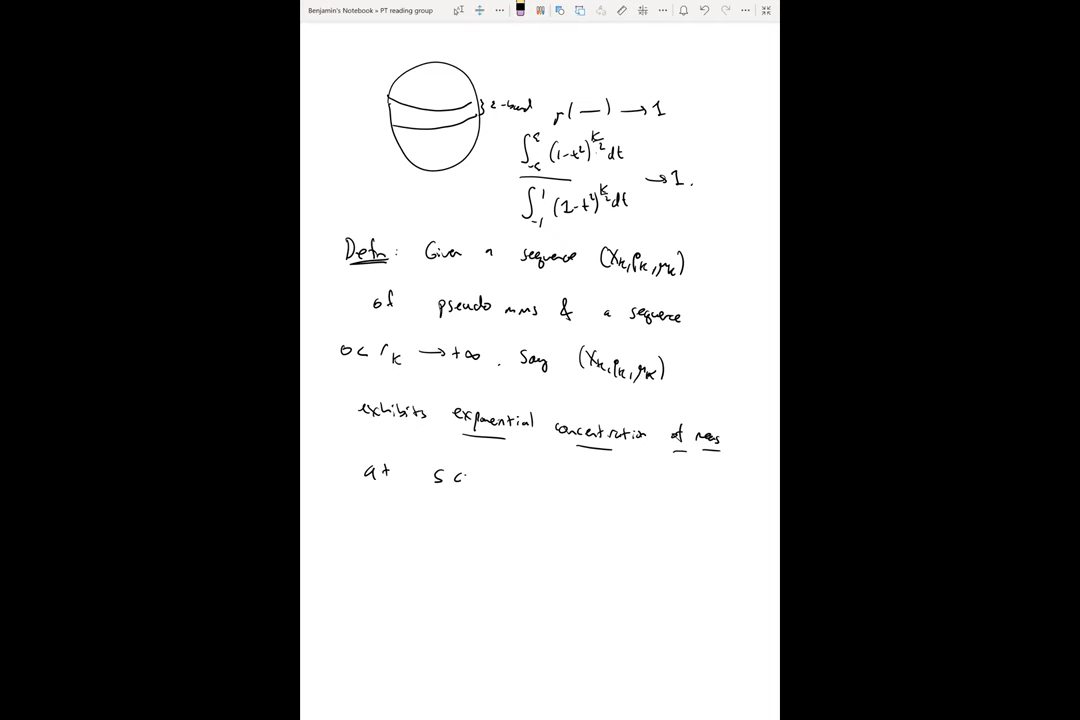 Benjamin's Notebook » PT reading group
} ε-band μ( — ) → 1
∫_{-ε}^{ε} (1-t²)^{k/2} dt
∫_{-1}^{1} (1-t²)^{k/2} dt → 1.
Defn: Given a sequence (X_k, ρ_k, μ_k)
of pseudo mms & a sequence
0 < r_k → +∞. Say (X_k, ρ_k, μ_k)
exhibits exponential concentration of meas
at sc